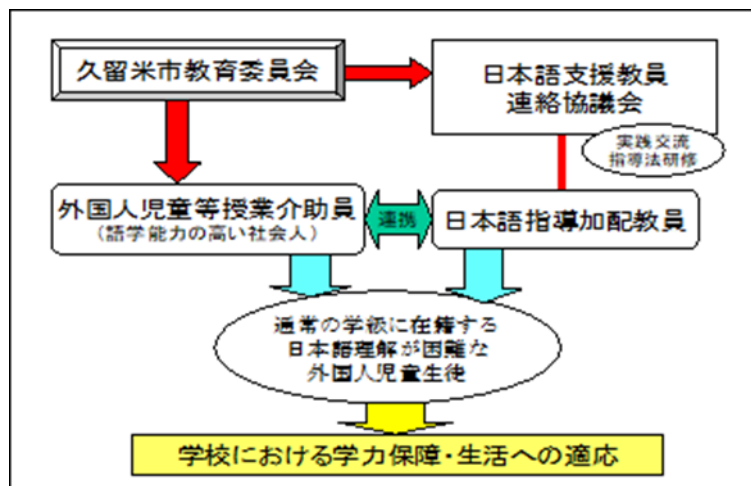 久留米市教育委員会
日本語支援教員
連絡協議会
実践交流
指導法研修
外国人児童等授業介助員
(語学能力の高い社会人)
連携
日本語指導加配教員
通常の学級に在籍する
日本語理解が困難な
外国人児童生徒
学校における学力保障・生活への適応